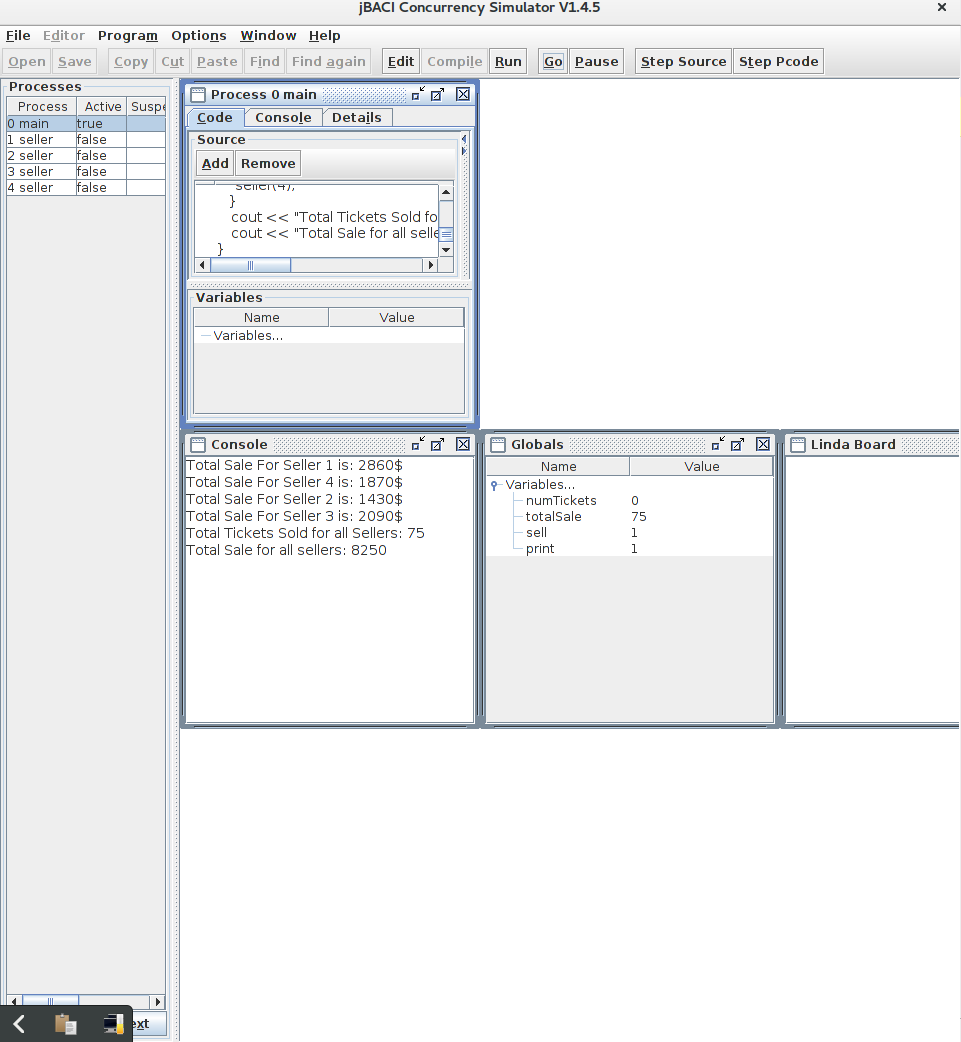 jBACI Concurrency Simulator V1.4.5
File Editor Program Options Window Help
Open Save Copy Cut Paste Find Find again Edit Compile Run Go Pause Step Source Step Pcode
Processes
Process Active Suspe
0 main true
1 seller false
2 seller false
3 seller false
4 seller false
Process 0 main
Code Console Details
Source
Add Remove
seller(4);
}
cout << "Total Tickets Sold fo
cout << "Total Sale for all selle
}
Variables
Name Value
Variables...
Console
Total Sale For Seller 1 is: 2860$
Total Sale For Seller 4 is: 1870$
Total Sale For Seller 2 is: 1430$
Total Sale For Seller 3 is: 2090$
Total Tickets Sold for all Sellers: 75
Total Sale for all sellers: 8250
Globals
Name Value
Variables...
numTickets 0
totalSale 75
sell 1
print 1
Linda Board
ext